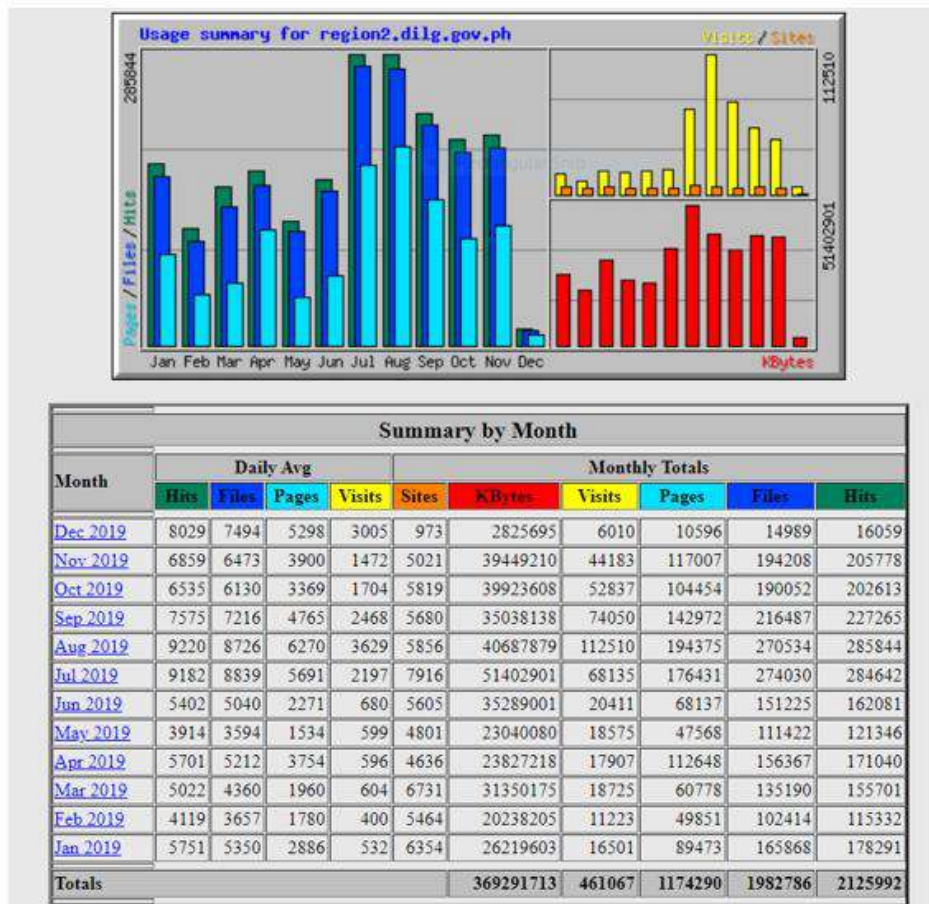 Usage summary for region2.dilg.gov.ph
Visits / Sites
285844
112510
Pages / Files / Hits
51402901
Jan Feb Mar Apr May Jun Jul Aug Sep Oct Nov Dec
KBytes
Summary by Month
Month Daily Avg Monthly Totals
Hits Files Pages Visits Sites KBytes Visits Pages Files Hits
Dec 2019 8029 7494 5298 3005 973 2825695 6010 10596 14989 16059
Nov 2019 6859 6473 3900 1472 5021 39449210 44183 117007 194208 205778
Oct 2019 6535 6130 3369 1704 5819 39923608 52837 104454 190052 202613
Sep 2019 7575 7216 4765 2468 5680 35038138 74050 142972 216487 227265
Aug 2019 9220 8726 6270 3629 5856 40687879 112510 194375 270534 285844
Jul 2019 9182 8839 5691 2197 7916 51402901 68135 176431 274030 284642
Jun 2019 5402 5040 2271 680 5605 35289001 20411 68137 151225 162081
May 2019 3914 3594 1534 599 4801 23040080 18575 47568 111422 121346
Apr 2019 5701 5212 3754 596 4636 23827218 17907 112648 156367 171040
Mar 2019 5022 4360 1960 604 6731 31350175 18725 60778 135190 155701
Feb 2019 4119 3657 1780 400 5464 20238205 11223 49851 102414 115332
Jan 2019 5751 5350 2886 532 6354 26219603 16501 89473 165868 178291
Totals 369291713 461067 1174290 1982786 2125992